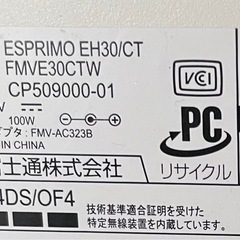 ESPRIMO EH30/CT
FMVE30CTW
CP509000-01
V 100W
プタ : FMV-AC323B
IN CHINA
VCI
PC
リサイクル
士通株式会社
4DS/OF4
技術基準適合証明を受けた
特定無線装置を内蔵しています。